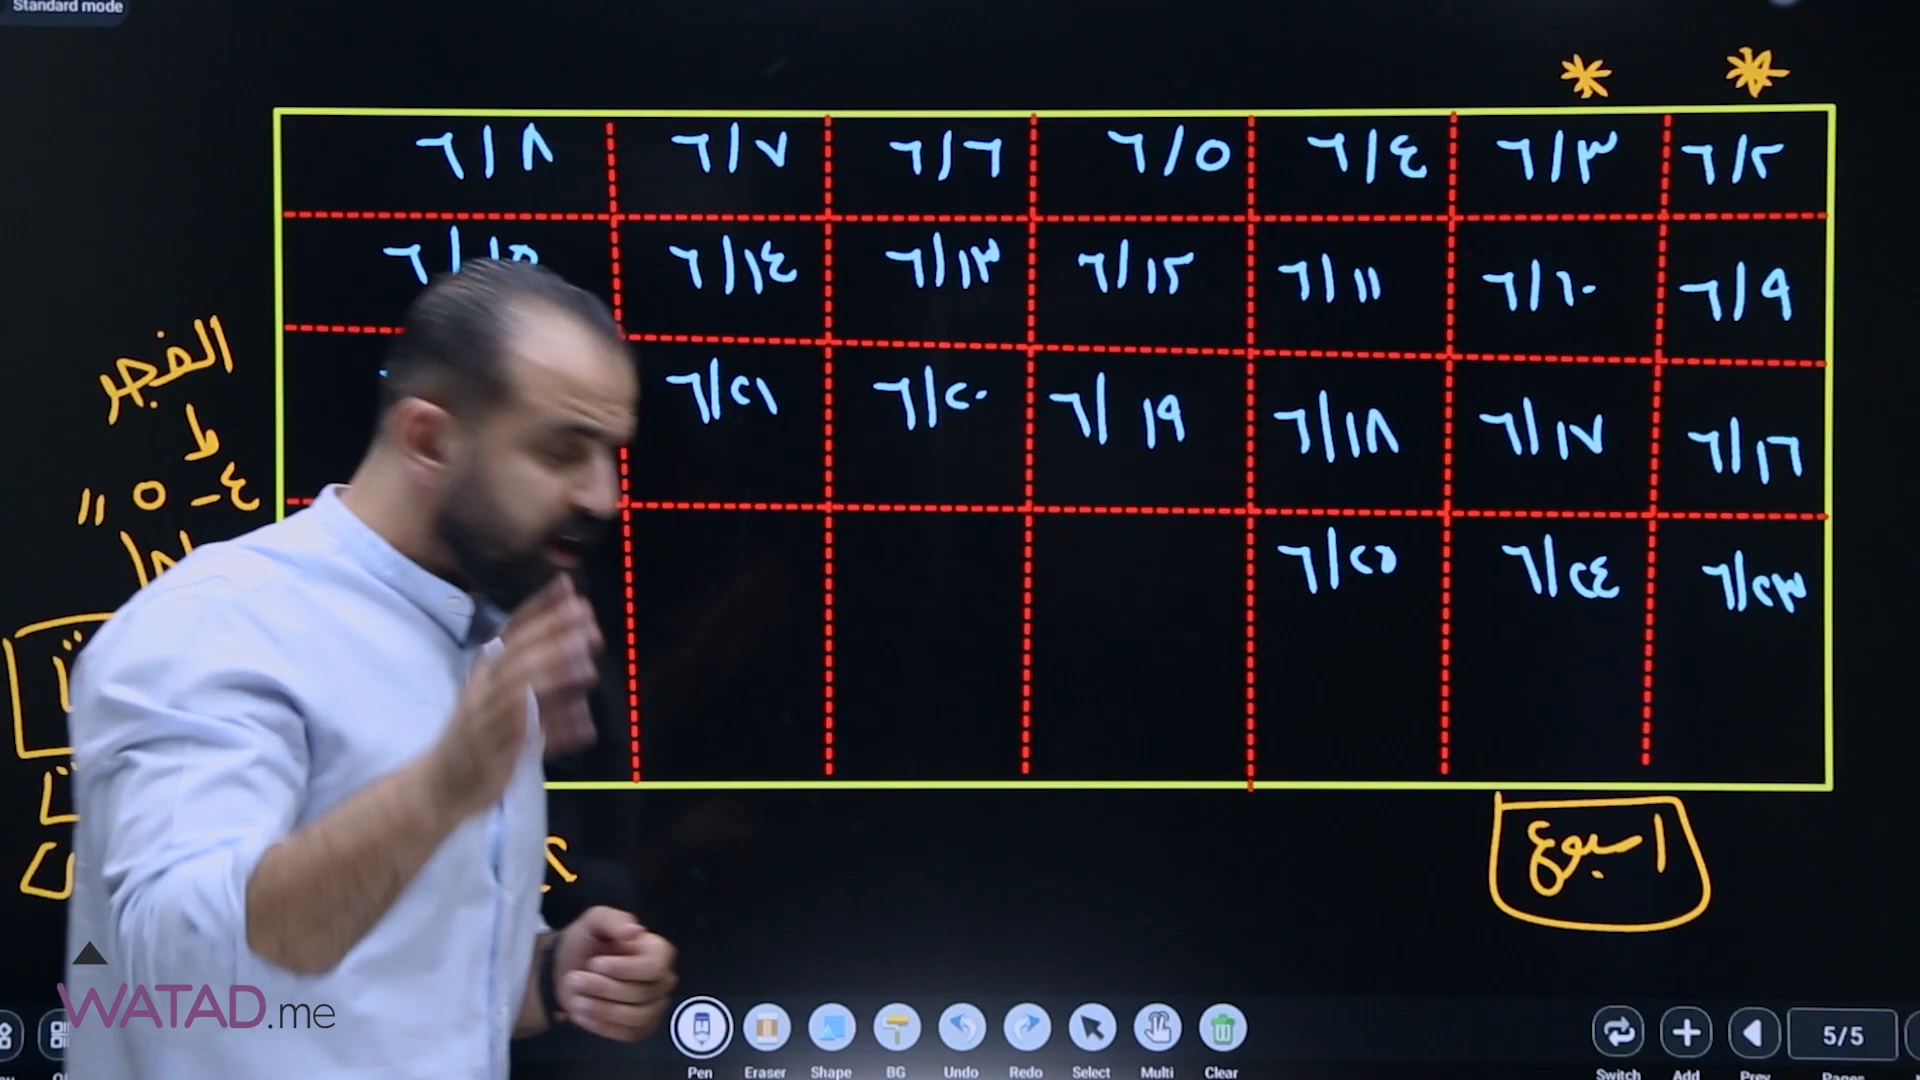 Standard mode
٦/٢ ٦/٣ ٦/٤ ٦/٥ ٦/٦ ٦/٧ ٦/٨
٦/٩ ٦/١٠ ٦/١١ ٦/١٢ ٦/١٣ ٦/١٤ ٦/١٥
٦/١٦ ٦/١٧ ٦/١٨ ٦/١٩ ٦/٢٠ ٦/٢١
٦/٢٣ ٦/٢٤ ٦/٢٥
الفجر
ط
٤ - ٥ //
اسبوع
WATAD.me
Pen Eraser Shape BG Undo Redo Select Multi Clear
Switch Add Prev 5/5 Pages